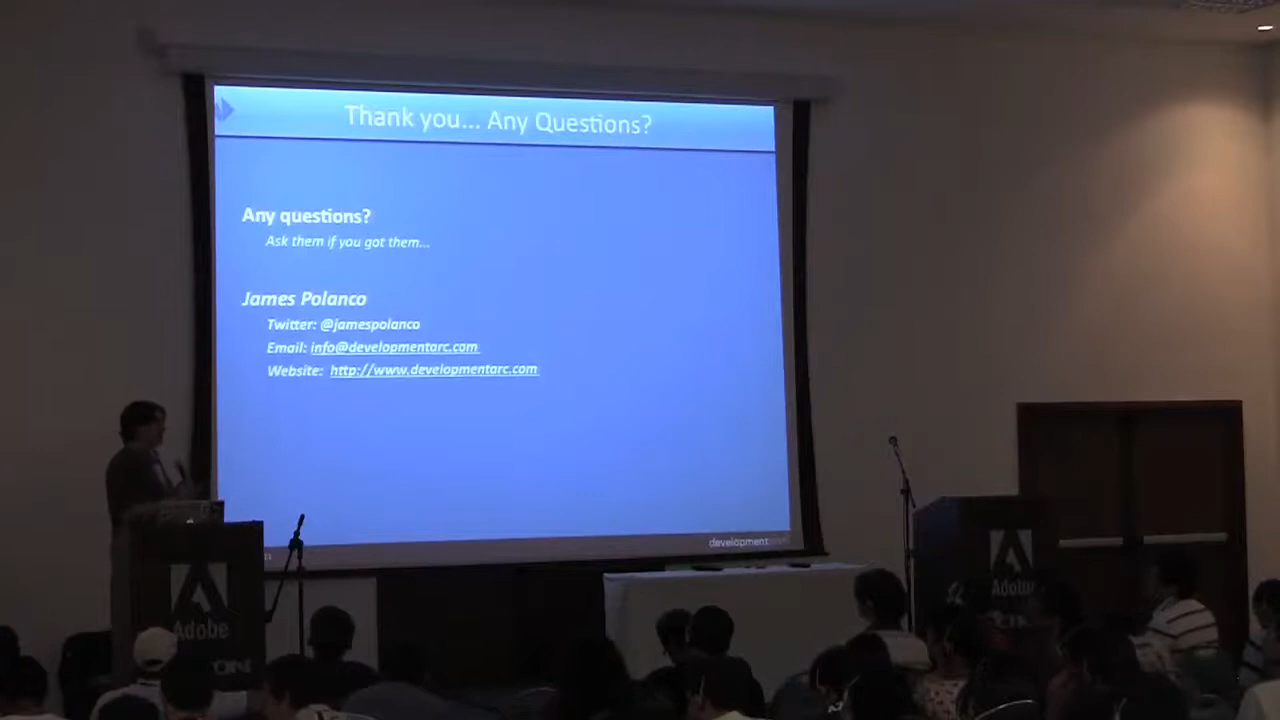 Thank you... Any Questions?
Any questions?
Ask them if you got them...
James Polanco
Twitter: @jamespolanco
Email: info@developmentarc.com
Website: http://www.developmentarc.com
developmentarc
Adobe
Adobe